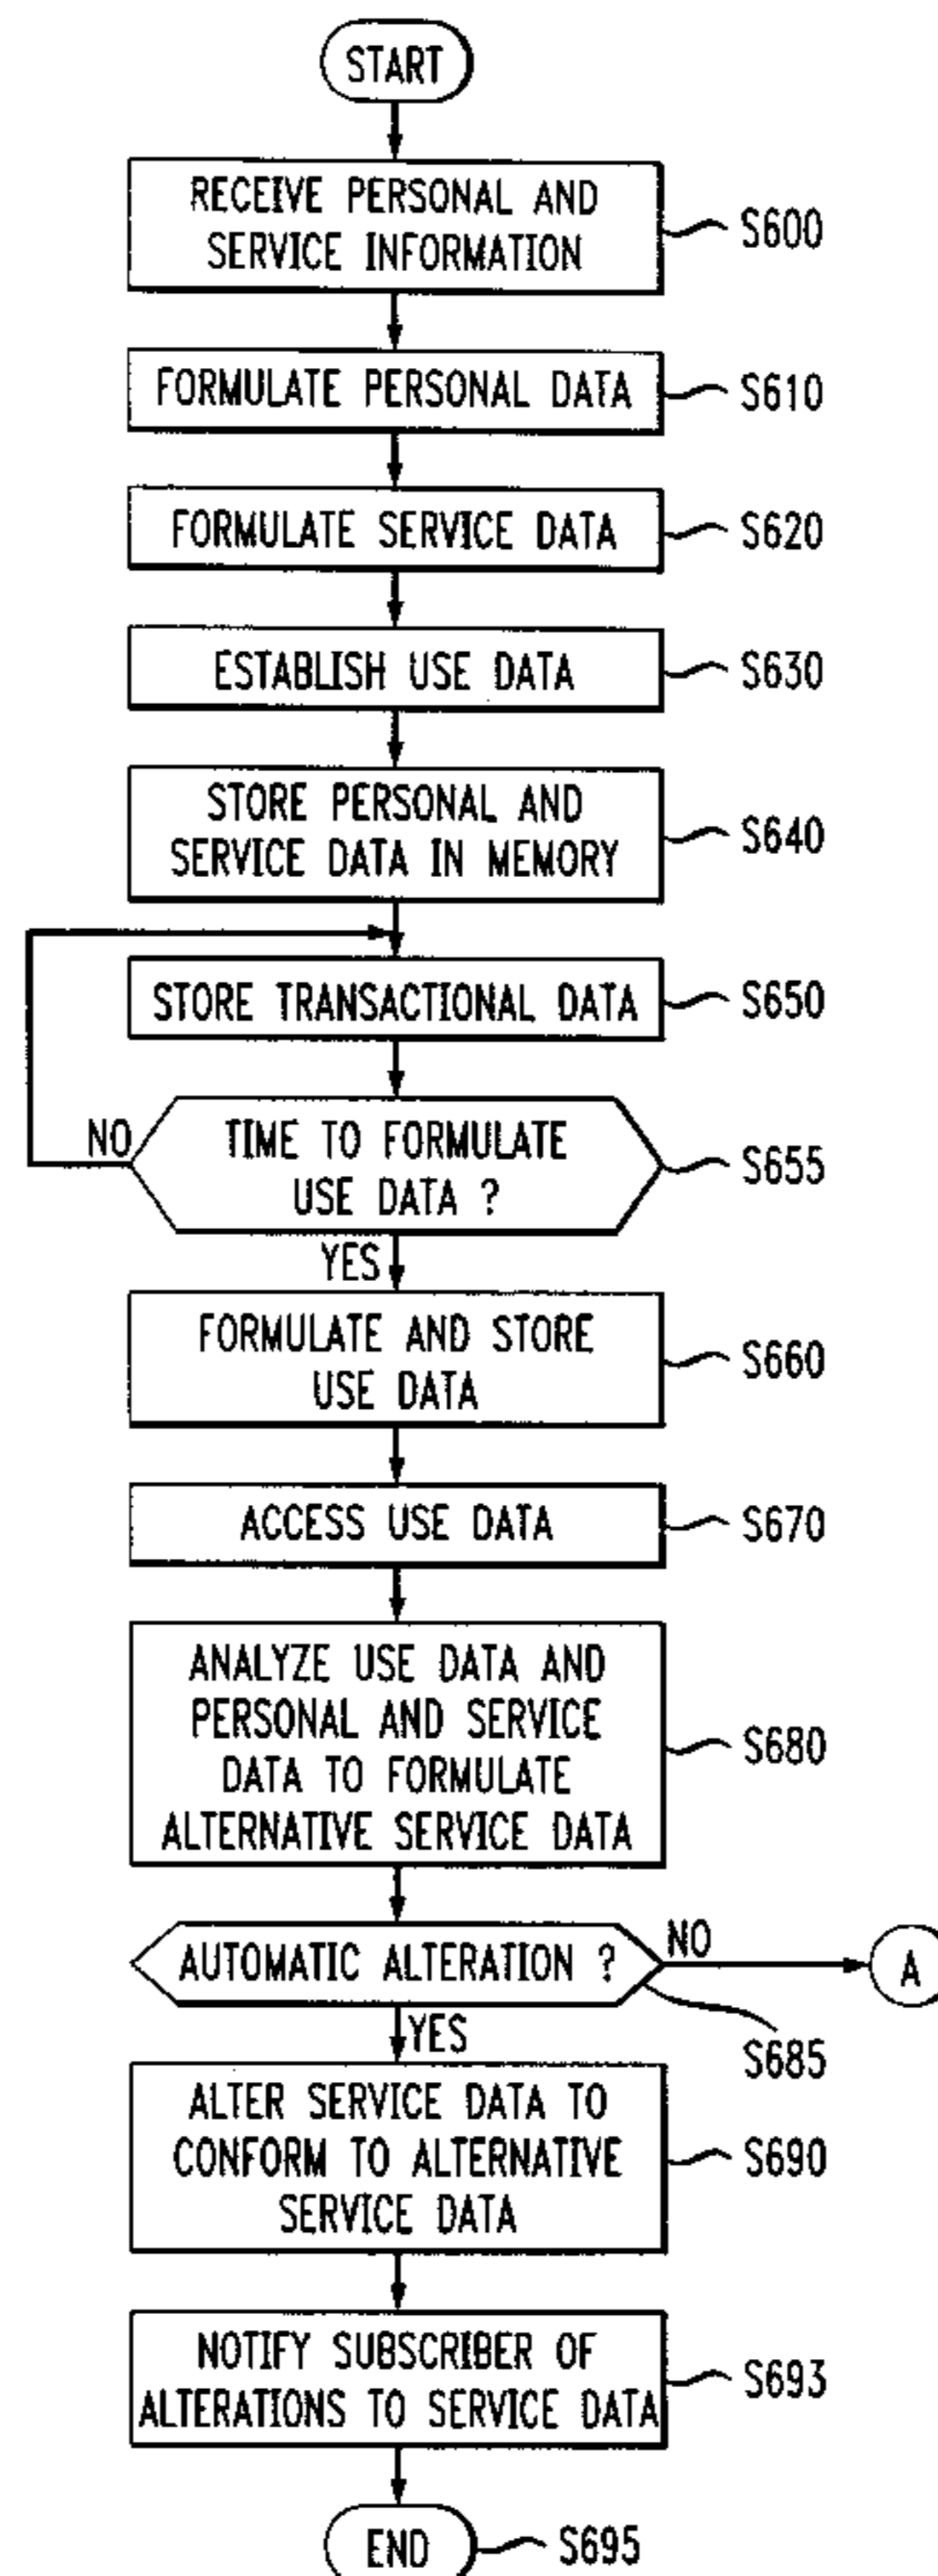 START
RECEIVE PERSONAL AND
SERVICE INFORMATION
S600
FORMULATE PERSONAL DATA
S610
FORMULATE SERVICE DATA
S620
ESTABLISH USE DATA
S630
STORE PERSONAL AND
SERVICE DATA IN MEMORY
S640
STORE TRANSACTIONAL DATA
S650
NO
TIME TO FORMULATE
USE DATA ?
S655
YES
FORMULATE AND STORE
USE DATA
S660
ACCESS USE DATA
S670
ANALYZE USE DATA AND
PERSONAL AND SERVICE
DATA TO FORMULATE
ALTERNATIVE SERVICE DATA
S680
AUTOMATIC ALTERATION ?
NO
A
S685
YES
ALTER SERVICE DATA TO
CONFORM TO ALTERNATIVE
SERVICE DATA
S690
NOTIFY SUBSCRIBER OF
ALTERATIONS TO SERVICE DATA
S693
END
S695